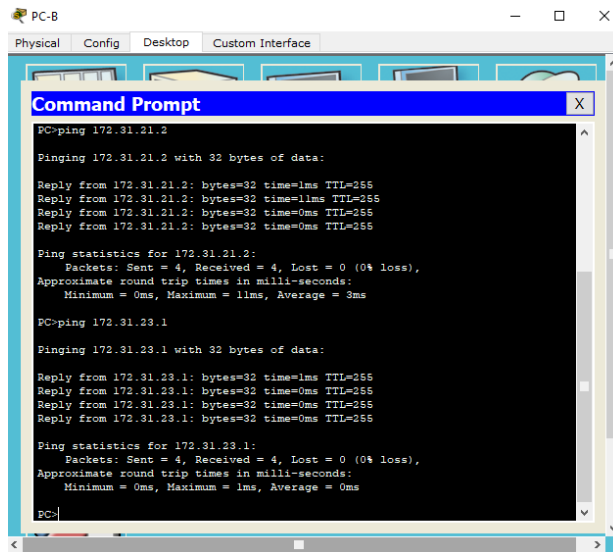 PC-B
Physical Config Desktop Custom Interface
Command Prompt
X
PC>ping 172.31.21.2
Pinging 172.31.21.2 with 32 bytes of data:
Reply from 172.31.21.2: bytes=32 time=1ms TTL=255
Reply from 172.31.21.2: bytes=32 time=11ms TTL=255
Reply from 172.31.21.2: bytes=32 time=0ms TTL=255
Reply from 172.31.21.2: bytes=32 time=0ms TTL=255
Ping statistics for 172.31.21.2:
Packets: Sent = 4, Received = 4, Lost = 0 (0% loss),
Approximate round trip times in milli-seconds:
Minimum = 0ms, Maximum = 11ms, Average = 3ms
PC>ping 172.31.23.1
Pinging 172.31.23.1 with 32 bytes of data:
Reply from 172.31.23.1: bytes=32 time=1ms TTL=255
Reply from 172.31.23.1: bytes=32 time=0ms TTL=255
Reply from 172.31.23.1: bytes=32 time=0ms TTL=255
Reply from 172.31.23.1: bytes=32 time=0ms TTL=255
Ping statistics for 172.31.23.1:
Packets: Sent = 4, Received = 4, Lost = 0 (0% loss),
Approximate round trip times in milli-seconds:
Minimum = 0ms, Maximum = 1ms, Average = 0ms
PC>